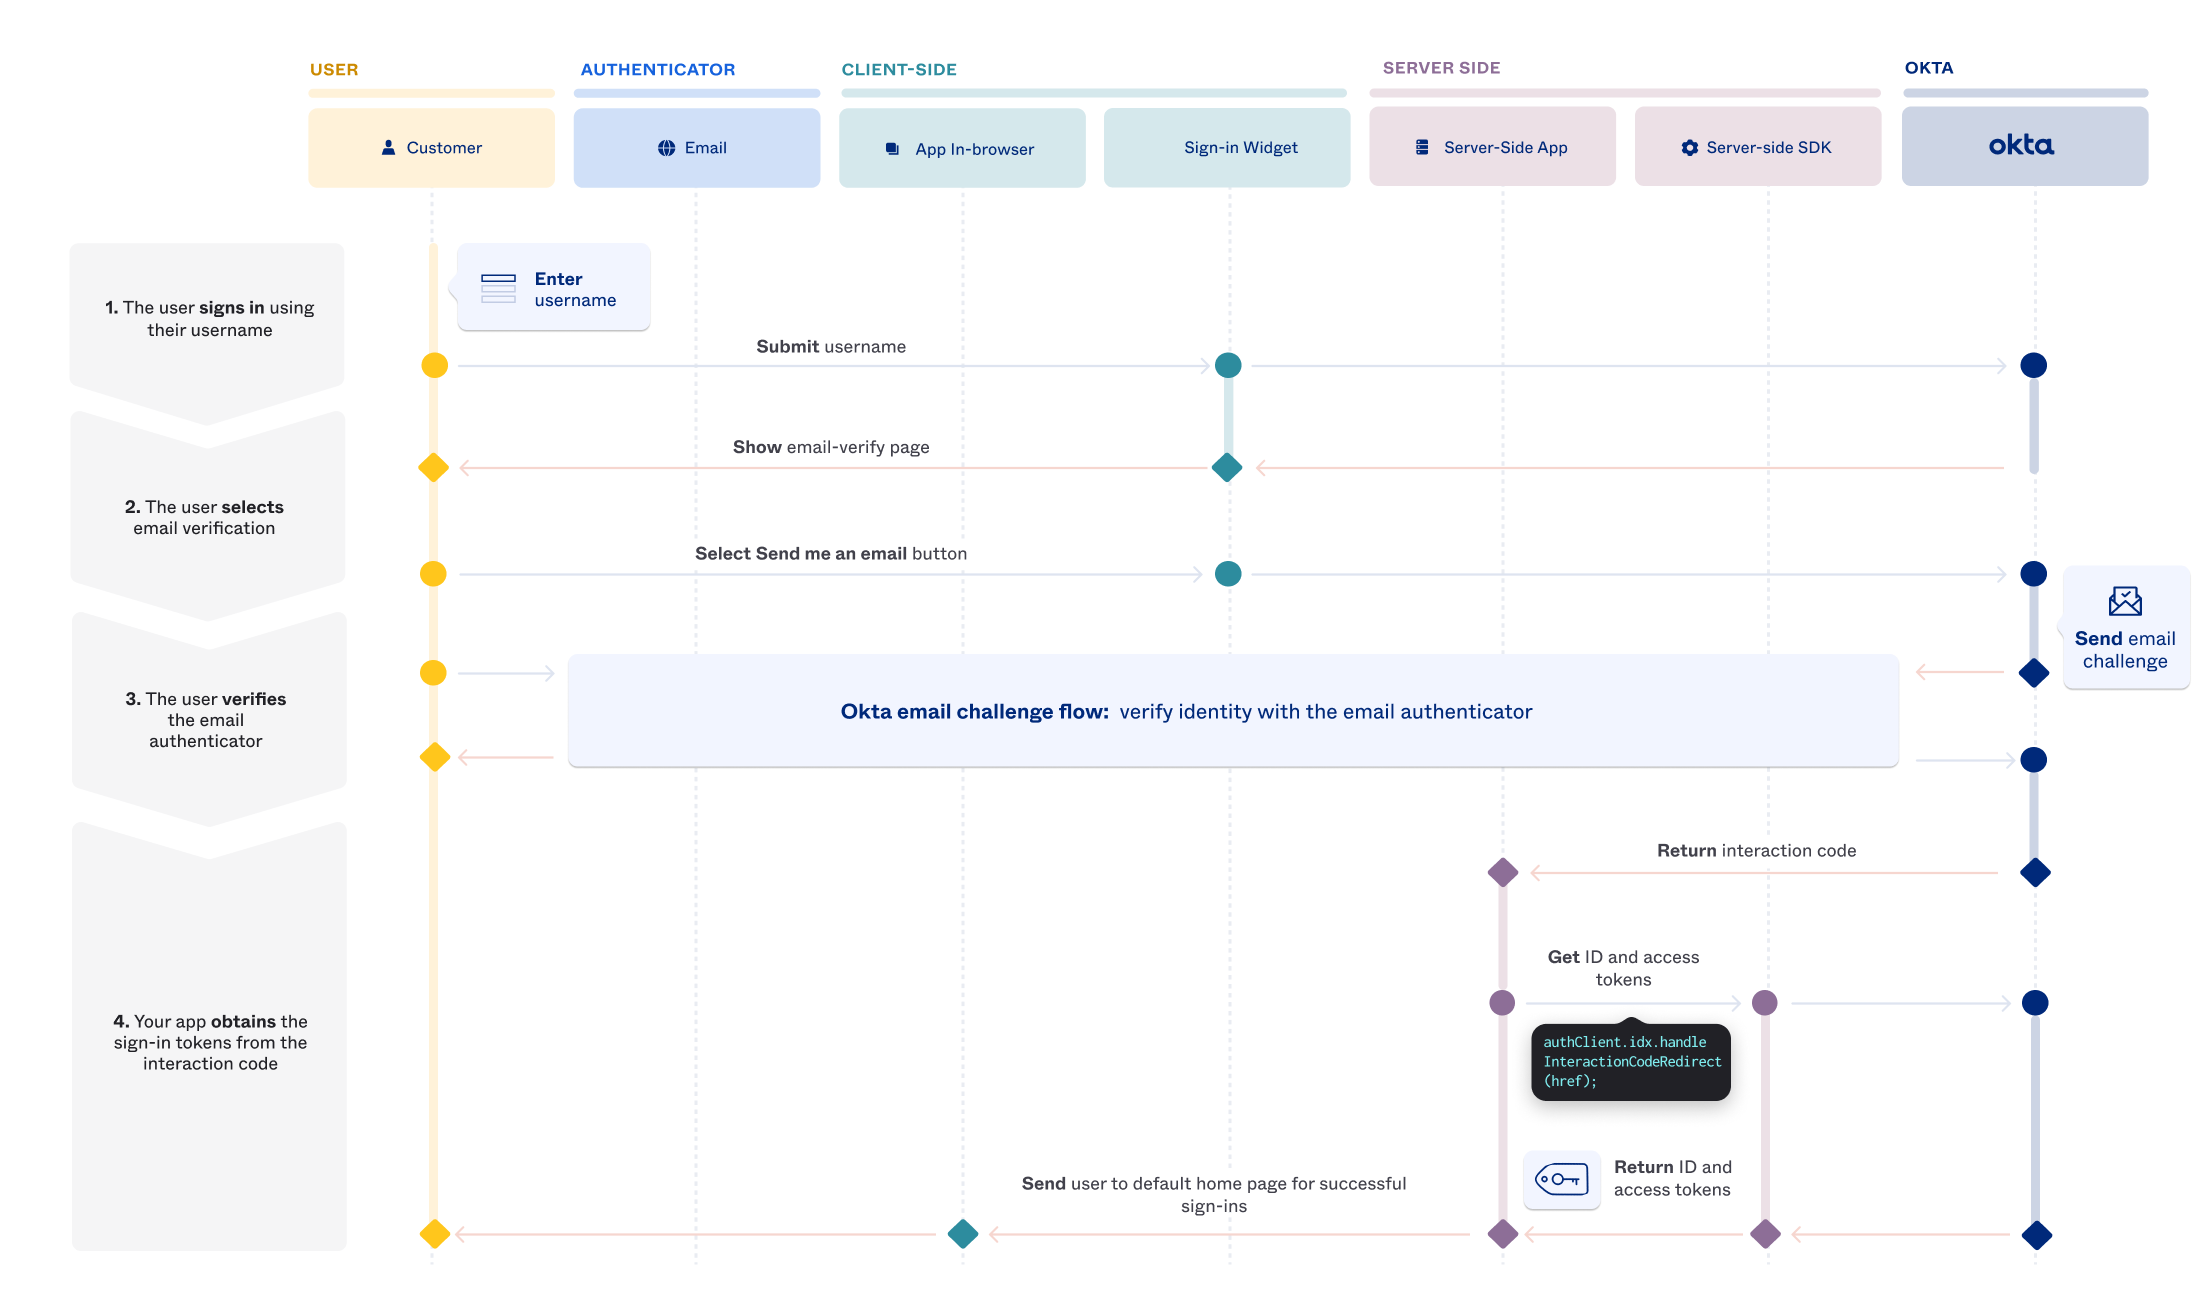 USER
AUTHENTICATOR
CLIENT-SIDE
SERVER SIDE
OKTA
Customer
Email
App In-browser
Sign-in Widget
Server-Side App
Server-side SDK
okta
1. The user signs in using
their username
Enter
username
Submit username
Show email-verify page
2. The user selects
email verification
Select Send me an email button
Send email
challenge
3. The user verifies
the email
authenticator
Okta email challenge flow: verify identity with the email authenticator
Return interaction code
4. Your app obtains the
sign-in tokens from the
interaction code
Get ID and access
tokens
authClient.idx.handle
InteractionCodeRedirect
(href);
Return ID and
access tokens
Send user to default home page for successful
sign-ins